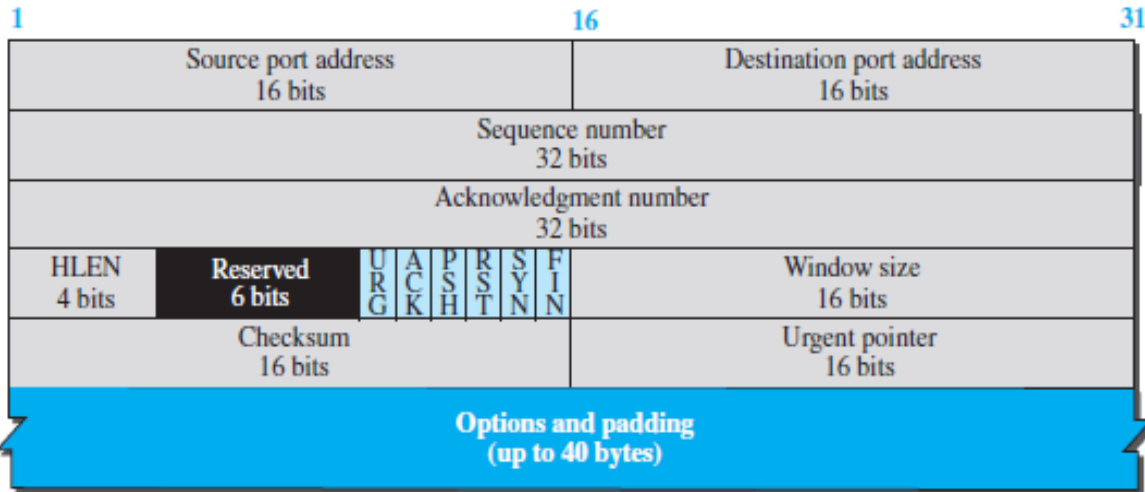 1 16 31
Source port address Destination port address
16 bits 16 bits
Sequence number
32 bits
Acknowledgment number
32 bits
HLEN Reserved URG ACK PSH RST SYN FIN Window size
4 bits 6 bits 16 bits
Checksum Urgent pointer
16 bits 16 bits
Options and padding
(up to 40 bytes)